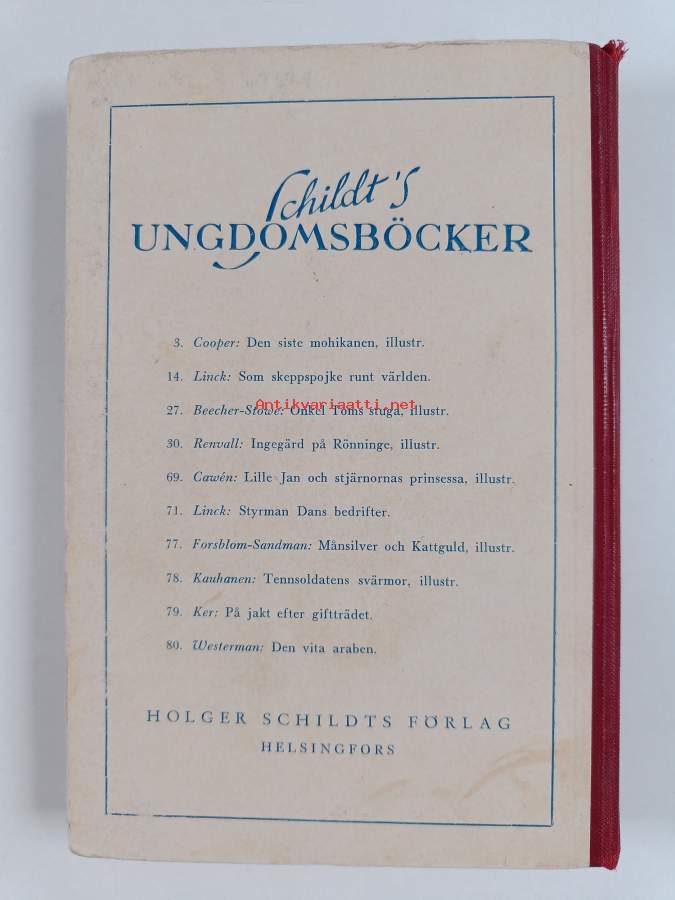 Schildt's
UNGDOMSBÖCKER
3. Cooper: Den siste mohikanen, illustr.
14. Linck: Som skeppspojke runt världen.
Antikvariaatti.net
27. Beecher-Stowe: Onkel Toms stuga, illustr.
30. Renvall: Ingegärd på Rönninge, illustr.
69. Cawén: Lille Jan och stjärnornas prinsessa, illustr.
71. Linck: Styrman Dans bedrifter.
77. Forsblom-Sandman: Månsilver och Kattguld, illustr.
78. Kauhanen: Tennsoldatens svärmor, illustr.
79. Ker: På jakt efter giftträdet.
80. Westerman: Den vita araben.
HOLGER SCHILDTS FÖRLAG
HELSINGFORS